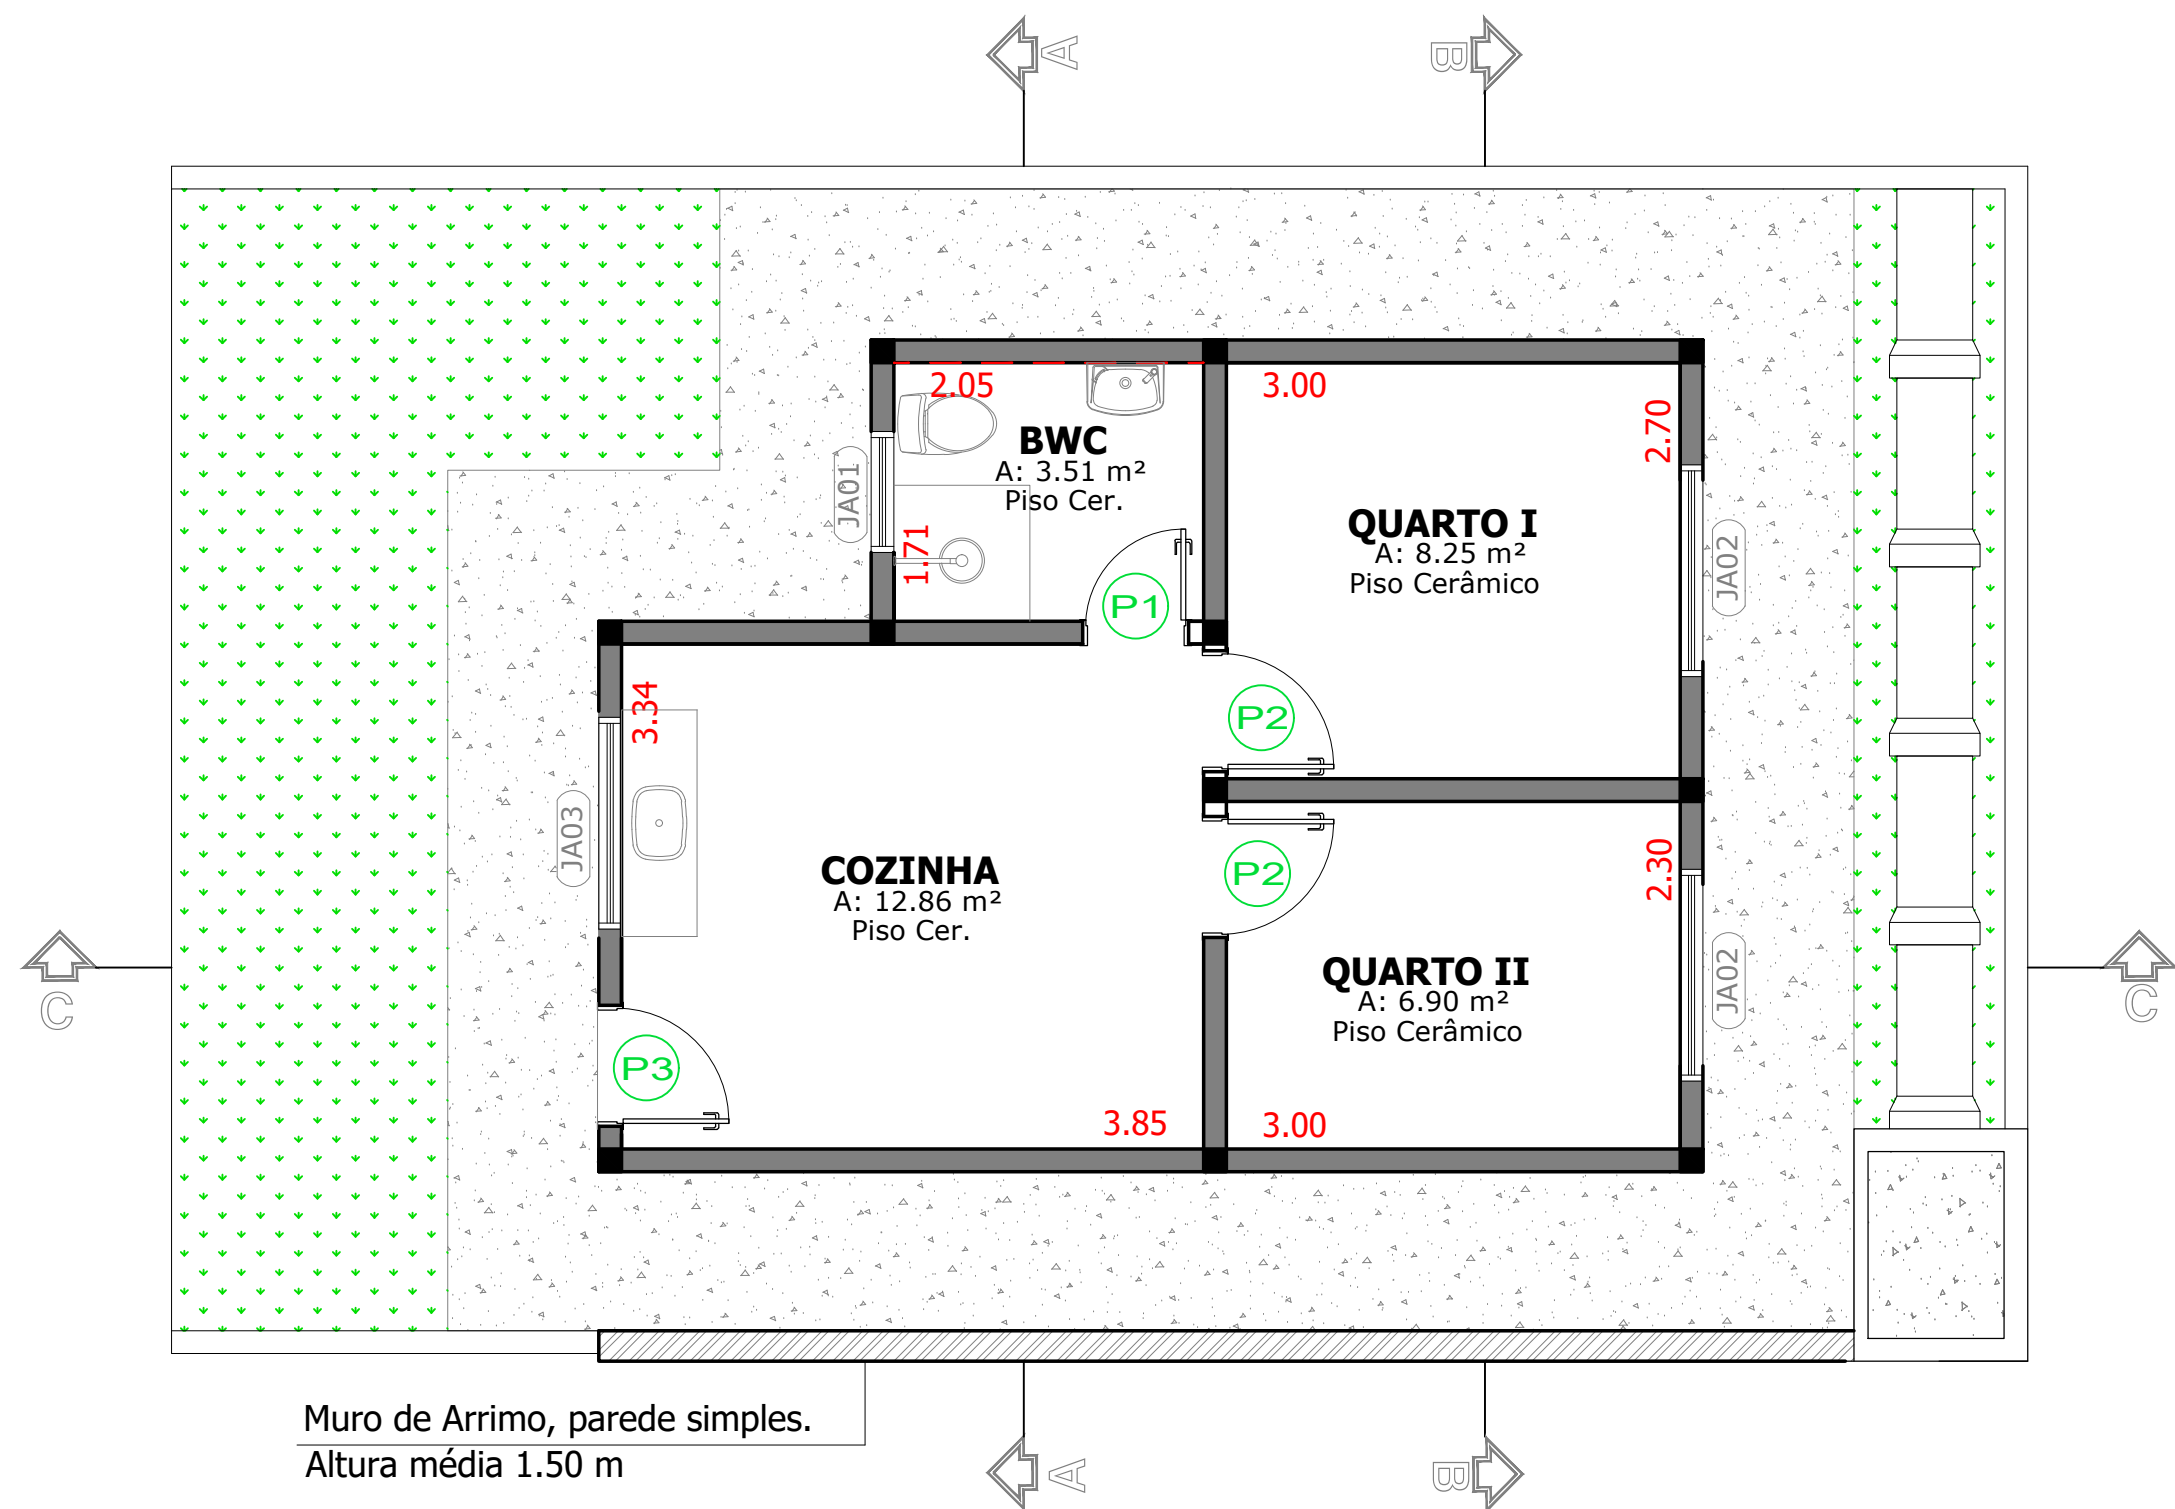 A
B
2.05
3.00
2.70
BWC
A: 3.51 m²
Piso Cer.
JA01
1.71
QUARTO I
A: 8.25 m²
Piso Cerâmico
JA02
P1
3.34
P2
JA03
COZINHA
A: 12.86 m²
Piso Cer.
P2
2.30
QUARTO II
A: 6.90 m²
Piso Cerâmico
JA02
C
C
P3
3.85
3.00
Muro de Arrimo, parede simples.
Altura média 1.50 m
A
B